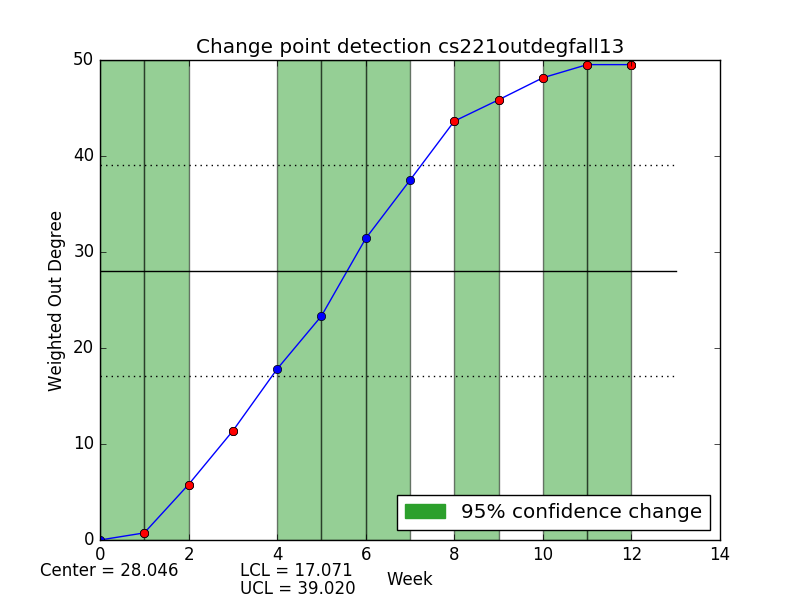 Change point detection cs221outdegfall13
50
40
30
20
10
0
Weighted Out Degree
95% confidence change
0 2 4 6 8 10 12 14
Center = 28.046 LCL = 17.071 Week
UCL = 39.020